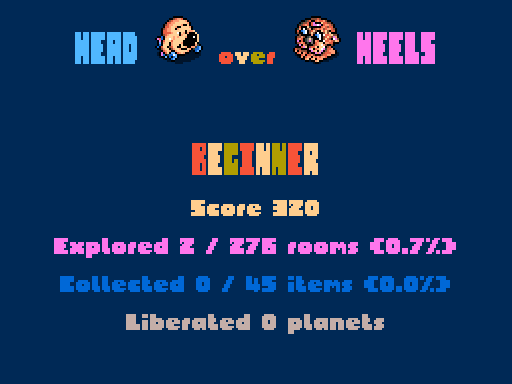 HEAD over HEELS
BEGINNER
Score 320
Explored 2 / 276 rooms (0.7%)
Collected 0 / 45 items (0.0%)
Liberated 0 planets